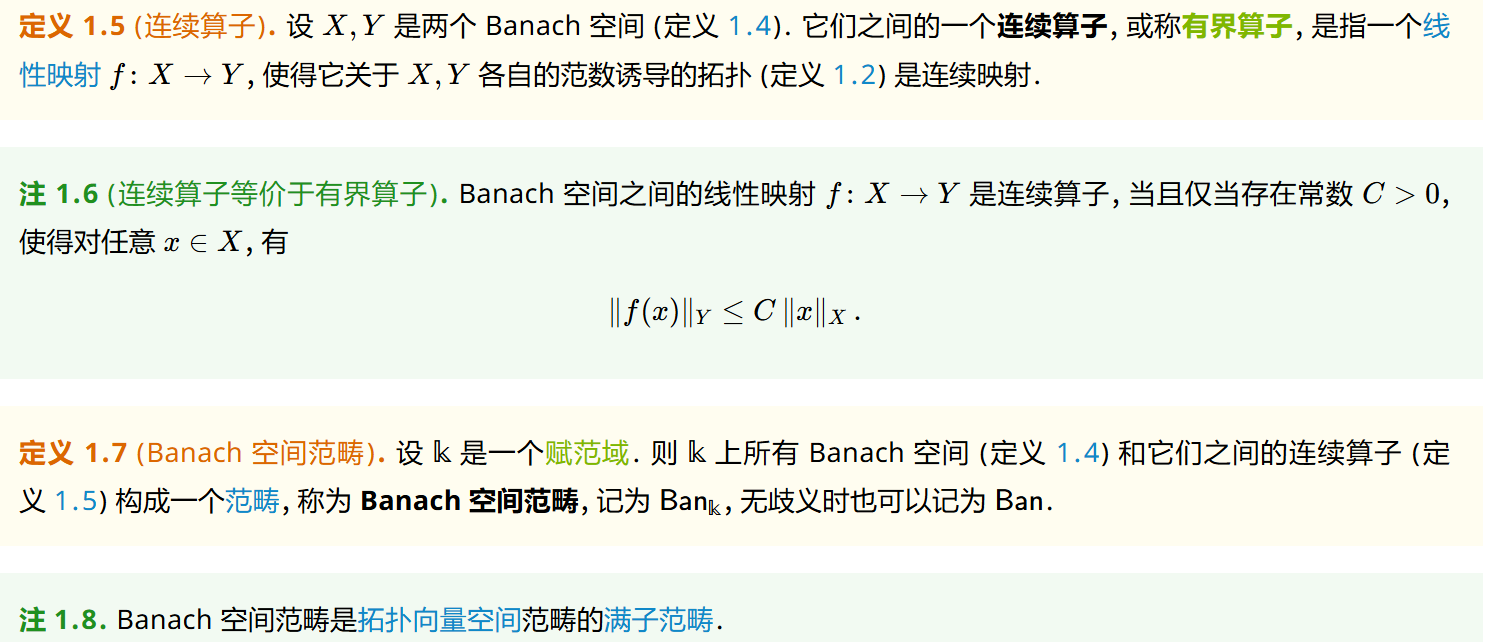 定义 1.5 (连续算子). 设 X, Y 是两个 Banach 空间 (定义 1.4). 它们之间的一个连续算子, 或称有界算子, 是指一个线
性映射 f: X → Y, 使得它关于 X, Y 各自的范数诱导的拓扑 (定义 1.2) 是连续映射.
注 1.6 (连续算子等价于有界算子). Banach 空间之间的线性映射 f: X → Y 是连续算子, 当且仅当存在常数 C > 0,
使得对任意 x ∈ X, 有
‖f(x)‖_Y ≤ C ‖x‖_X .
定义 1.7 (Banach 空间范畴). 设 𝕜 是一个赋范域. 则 𝕜 上所有 Banach 空间 (定义 1.4) 和它们之间的连续算子 (定
义 1.5) 构成一个范畴, 称为 Banach 空间范畴, 记为 Ban_𝕜, 无歧义时也可以记为 Ban.
注 1.8. Banach 空间范畴是拓扑向量空间范畴的满子范畴.